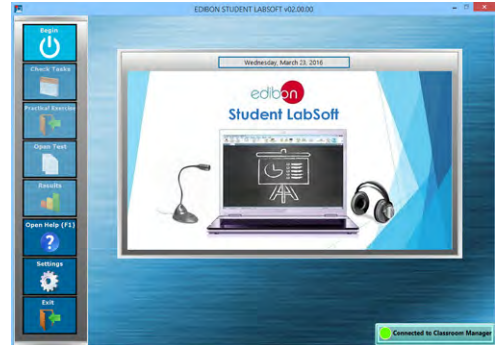 EDIBON STUDENT LABSOFT v02.00.00
Begin
Check Tasks
Practical Exercise
Open Text
Results
Open Help (F1)
Settings
Exit
Wednesday, March 23, 2016
edibon
Student LabSoft
Connected to Classroom Manager